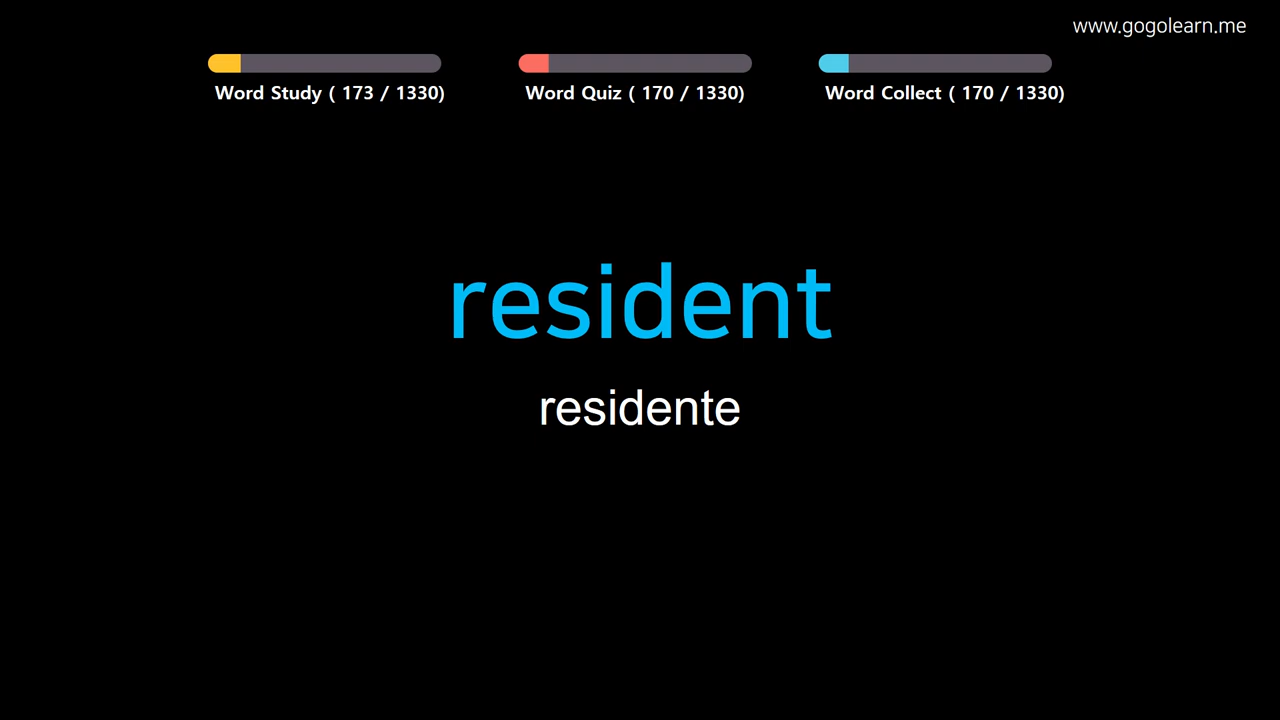 www.gogolearn.me
Word Study ( 173 / 1330)
Word Quiz ( 170 / 1330)
Word Collect ( 170 / 1330)
resident
residente